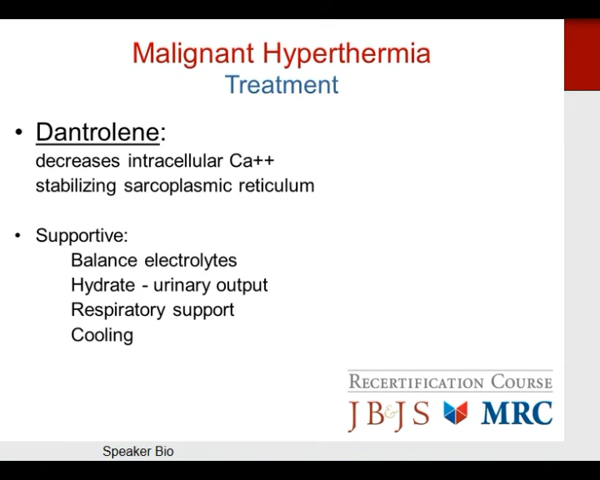 Malignant Hyperthermia
Treatment
• Dantrolene:
decreases intracellular Ca++
stabilizing sarcoplasmic reticulum
• Supportive:
Balance electrolytes
Hydrate - urinary output
Respiratory support
Cooling
RECERTIFICATION COURSE
JB&JS MRC
Speaker Bio